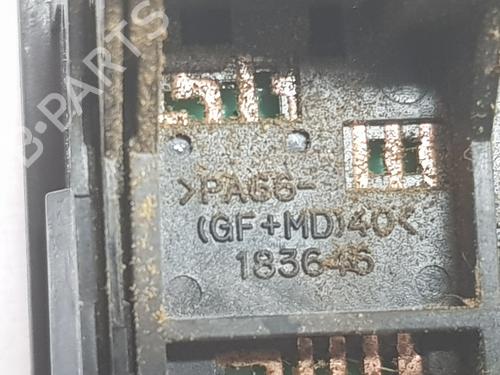 B-PARTS
>PA66-
(GF+MD)40<
183645